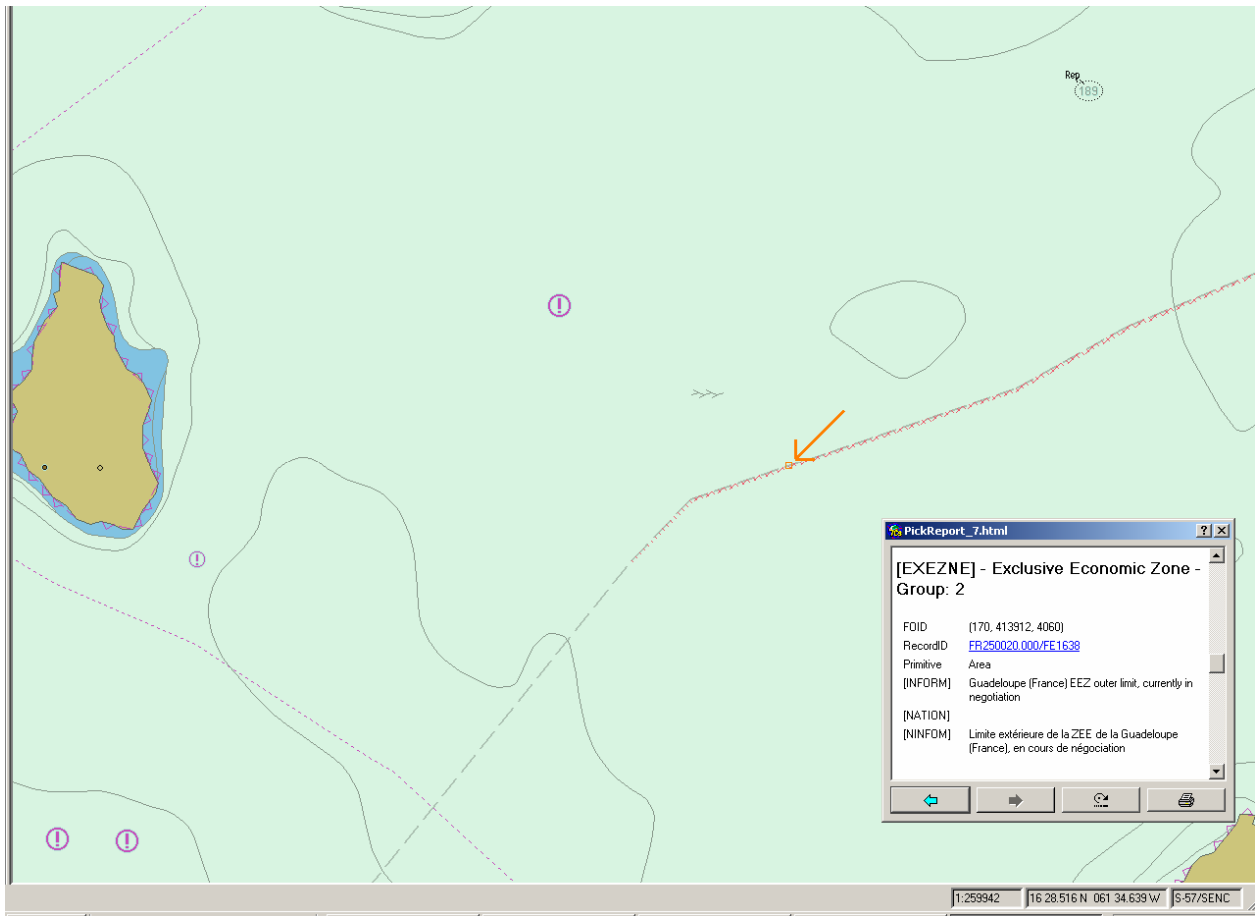 Rep
189
PickReport_7.html
[EXEZNE] - Exclusive Economic Zone -
Group: 2
FOID (170, 413912, 4060)
RecordID FR250020.000/FE1638
Primitive Area
[INFORM] Guadeloupe (France) EEZ outer limit, currently in
negotiation
[NATION]
[NINFOM] Limite extérieure de la ZEE de la Guadeloupe
(France), en cours de négociation
1:259942 16 28.516 N 061 34.639 W S-57/SENC